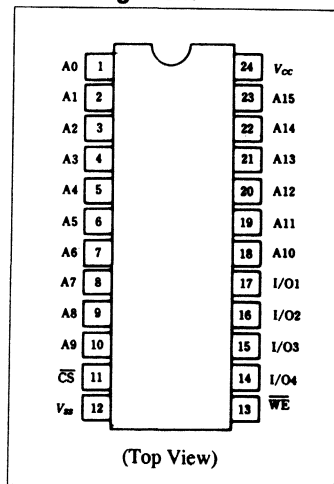 A0 1 24 Vcc
A1 2 23 A15
A2 3 22 A14
A3 4 21 A13
A4 5 20 A12
A5 6 19 A11
A6 7 18 A10
A7 8 17 I/O1
A8 9 16 I/O2
A9 10 15 I/O3
C̅S̅ 11 14 I/O4
Vss 12 13 W̅E̅
(Top View)